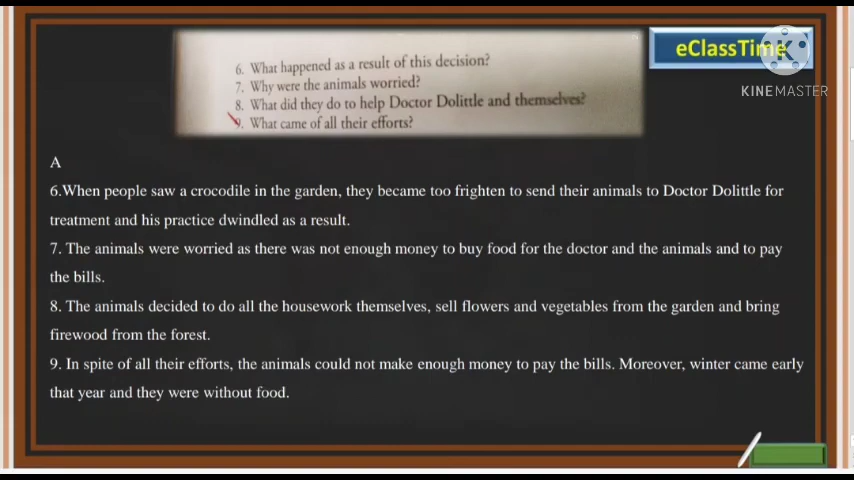 eClassTime
KINEMASTER
6. What happened as a result of this decision?
7. Why were the animals worried?
8. What did they do to help Doctor Dolittle and themselves?
9. What came of all their efforts?
A
6.When people saw a crocodile in the garden, they became too frighten to send their animals to Doctor Dolittle for
treatment and his practice dwindled as a result.
7. The animals were worried as there was not enough money to buy food for the doctor and the animals and to pay
the bills.
8. The animals decided to do all the housework themselves, sell flowers and vegetables from the garden and bring
firewood from the forest.
9. In spite of all their efforts, the animals could not make enough money to pay the bills. Moreover, winter came early
that year and they were without food.